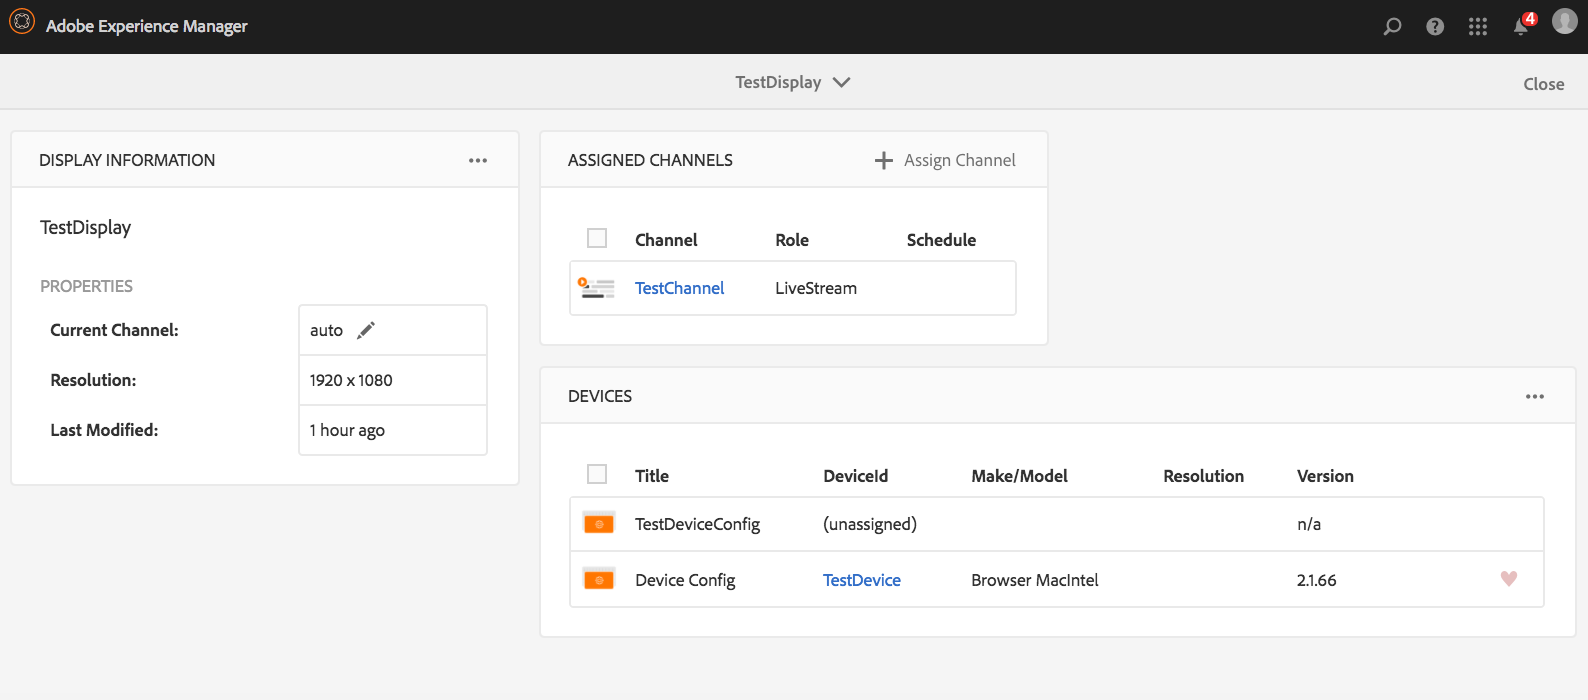 Adobe Experience Manager
4
TestDisplay
Close
DISPLAY INFORMATION
TestDisplay
PROPERTIES
Current Channel: auto
Resolution: 1920 x 1080
Last Modified: 1 hour ago
ASSIGNED CHANNELS Assign Channel
Channel Role Schedule
TestChannel LiveStream
DEVICES
Title DeviceId Make/Model Resolution Version
TestDeviceConfig (unassigned) n/a
Device Config TestDevice Browser MacIntel 2.1.66